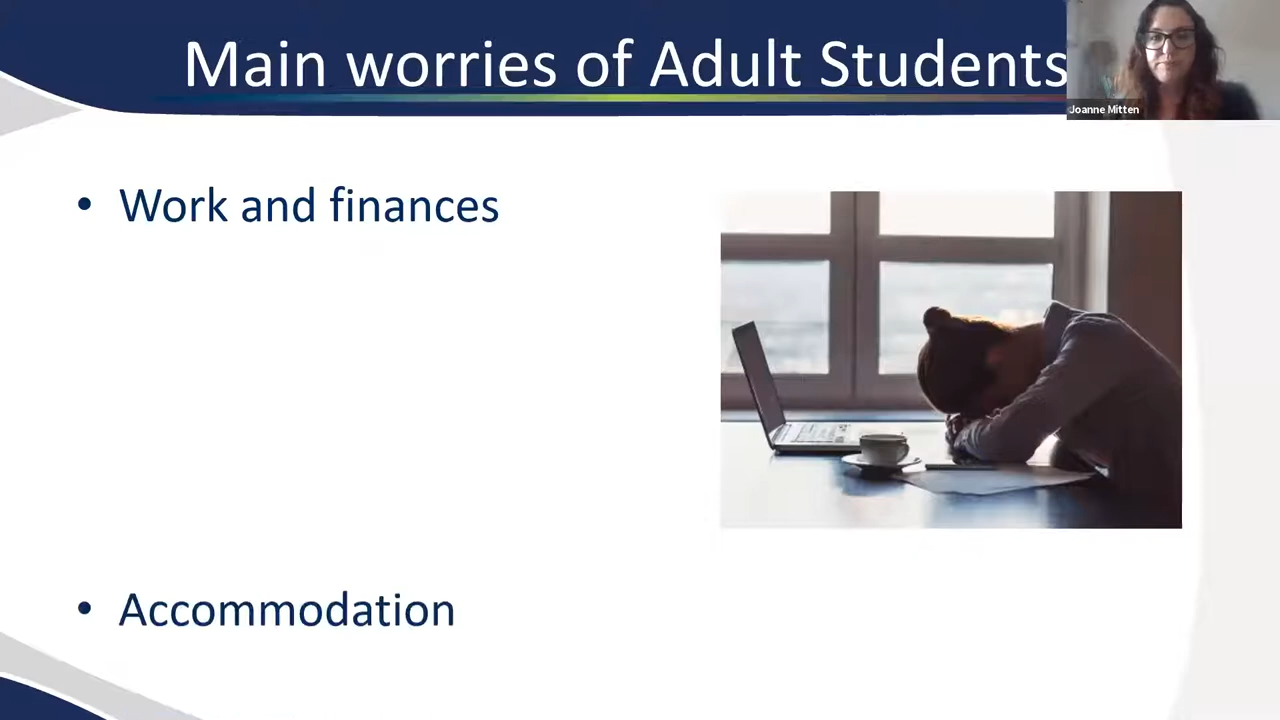 Main worries of Adult Students
Joanne Mitten
• Work and finances
• Accommodation